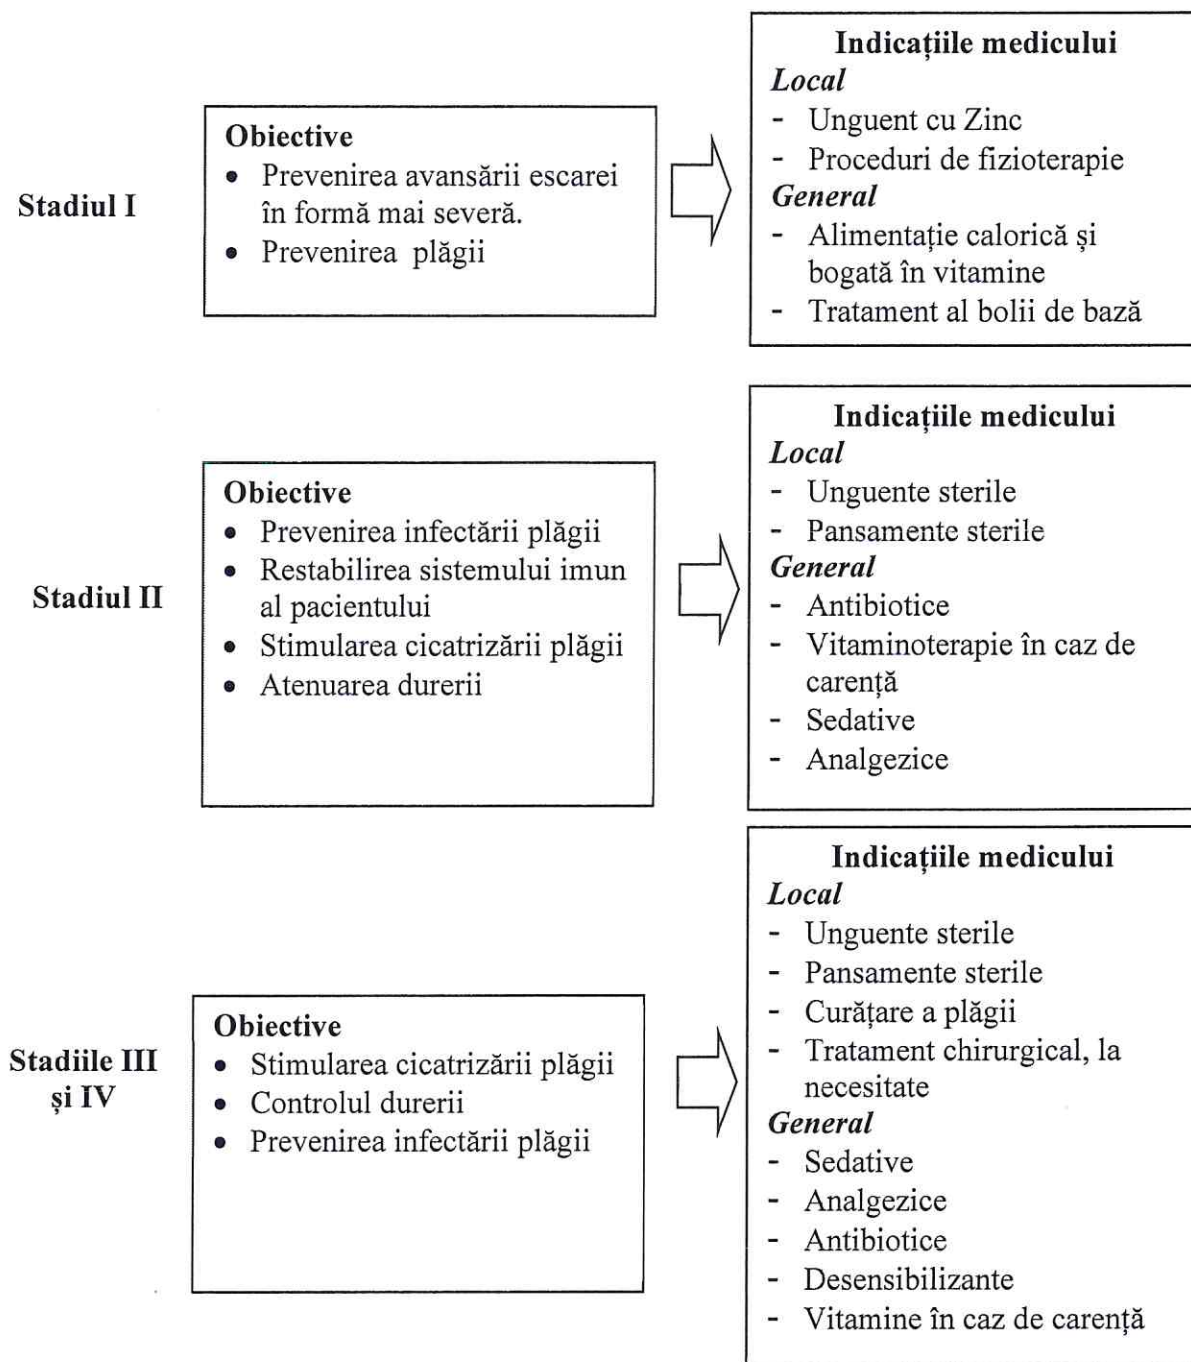 Stadiul I
Obiective
• Prevenirea avansării escarei
în formă mai severă.
• Prevenirea plăgii
Indicațiile medicului
Local
- Unguent cu Zinc
- Proceduri de fizioterapie
General
- Alimentație calorică și
bogată în vitamine
- Tratament al bolii de bază
Stadiul II
Obiective
• Prevenirea infectării plăgii
• Restabilirea sistemului imun
al pacientului
• Stimularea cicatrizării plăgii
• Atenuarea durerii
Indicațiile medicului
Local
- Unguente sterile
- Pansamente sterile
General
- Antibiotice
- Vitaminoterapie în caz de
carență
- Sedative
- Analgezice
Stadiile III
și IV
Obiective
• Stimularea cicatrizării plăgii
• Controlul durerii
• Prevenirea infectării plăgii
Indicațiile medicului
Local
- Unguente sterile
- Pansamente sterile
- Curățare a plăgii
- Tratament chirurgical, la
necesitate
General
- Sedative
- Analgezice
- Antibiotice
- Desensibilizante
- Vitamine în caz de carență